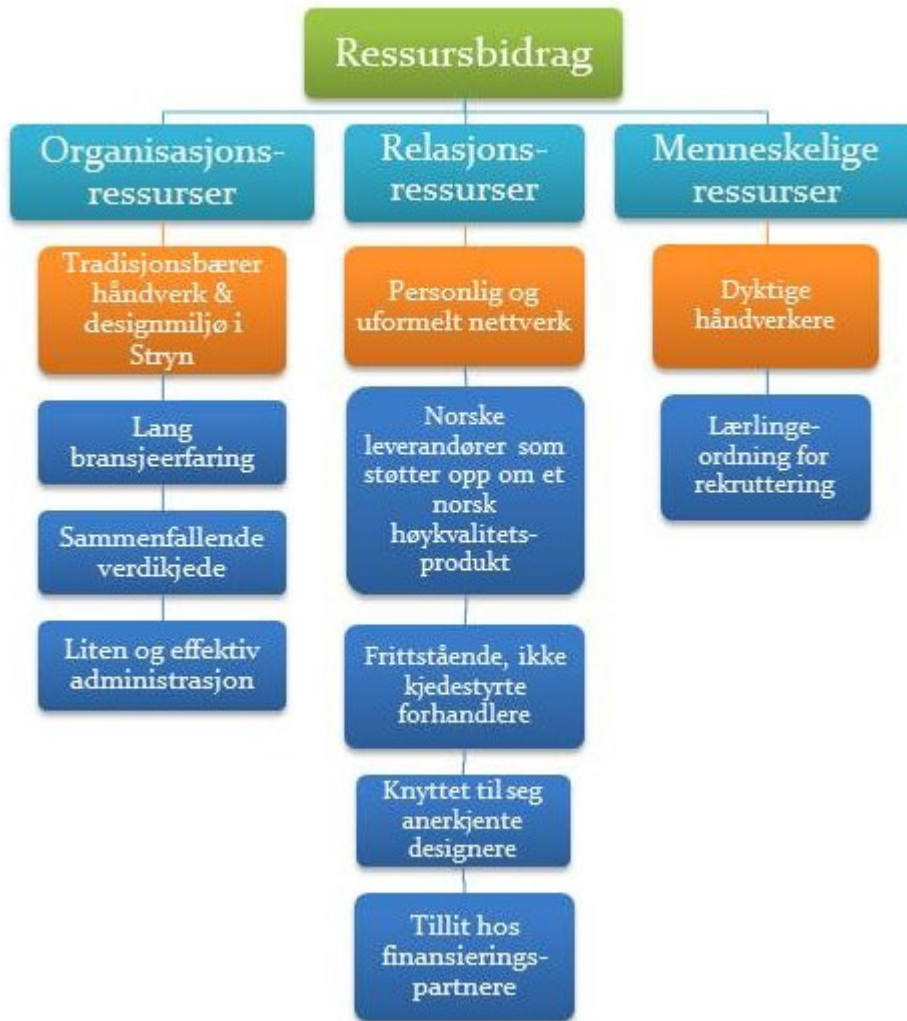 Ressursbidrag
Organisasjons-
ressurser
Tradisjonsbærer
håndverk &
designmiljø i
Stryn
Lang
bransjeerfaring
Sammenfallende
verdikjede
Liten og effektiv
administrasjon
Relasjons-
ressurser
Personlig og
uformelt nettverk
Norske
leverandører som
støtter opp om et
norsk
høykvalitets-
produkt
Frittstående, ikke
kjedestyrte
forhandlere
Knyttet til seg
anerkjente
designere
Tillit hos
finansierings-
partnere
Menneskelige
ressurser
Dyktige
håndverkere
Lærlinge-
ordning for
rekruttering